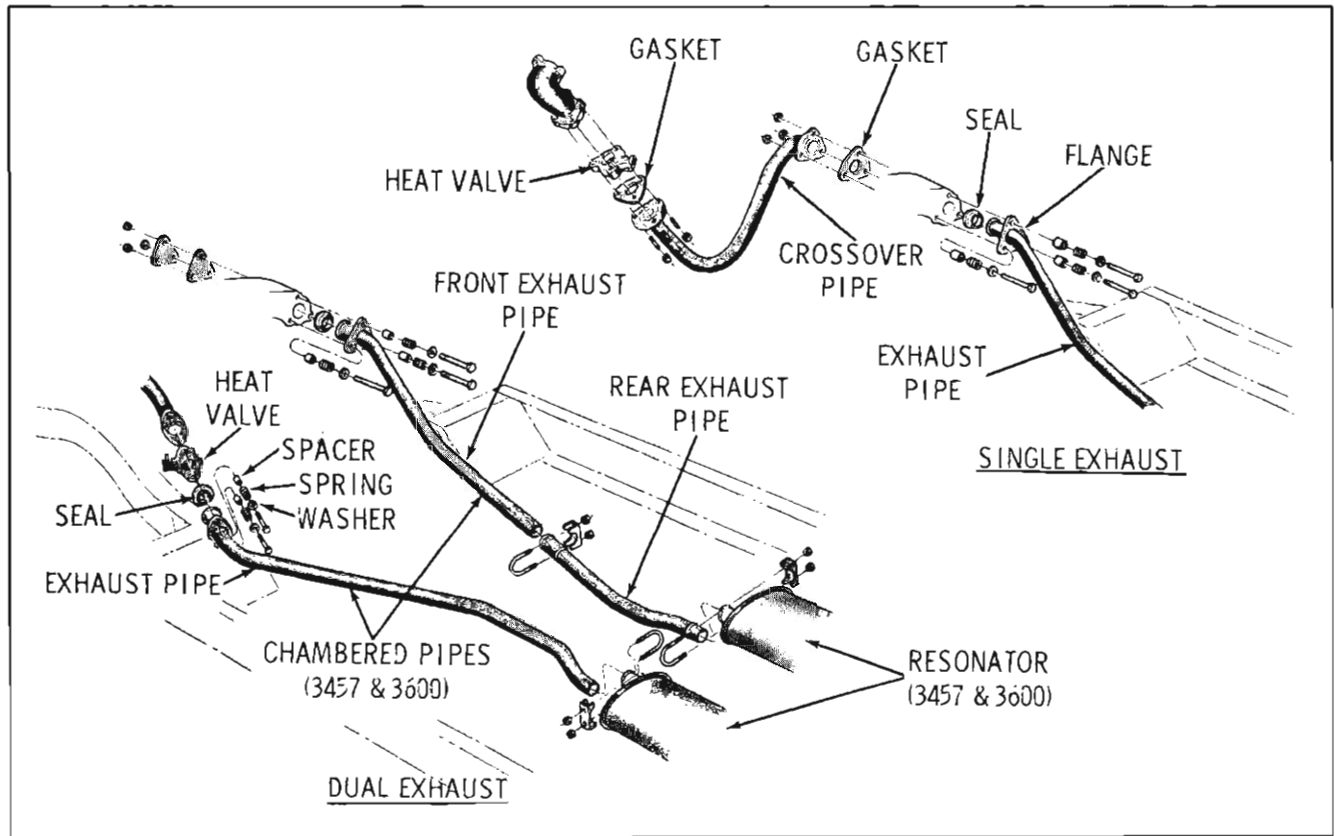 GASKET
GASKET
SEAL
FLANGE
HEAT VALVE
CROSSOVER
PIPE
EXHAUST
PIPE
SINGLE EXHAUST
FRONT EXHAUST
PIPE
REAR EXHAUST
PIPE
HEAT
VALVE
SPACER
SPRING
WASHER
SEAL
EXHAUST PIPE
CHAMBERED PIPES
(3457 & 3600)
RESONATOR
(3457 & 3600)
DUAL EXHAUST